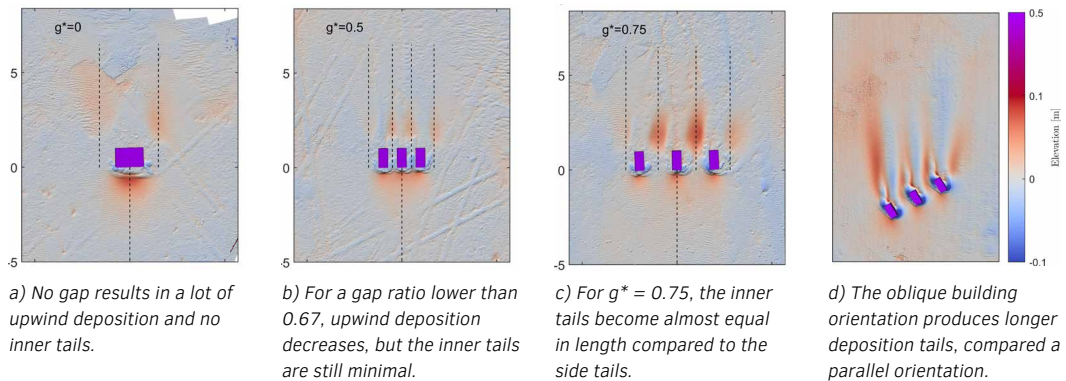 g*=0
5
0
-5
g*=0.5
5
0
-5
g*=0.75
5
0
-5
0.5
0.1
0
-0.1
Elevation [m]
a) No gap results in a lot of
upwind deposition and no
inner tails.
b) For a gap ratio lower than
0.67, upwind deposition
decreases, but the inner tails
are still minimal.
c) For g* = 0.75, the inner
tails become almost equal
in length compared to the
side tails.
d) The oblique building
orientation produces longer
deposition tails, compared a
parallel orientation.